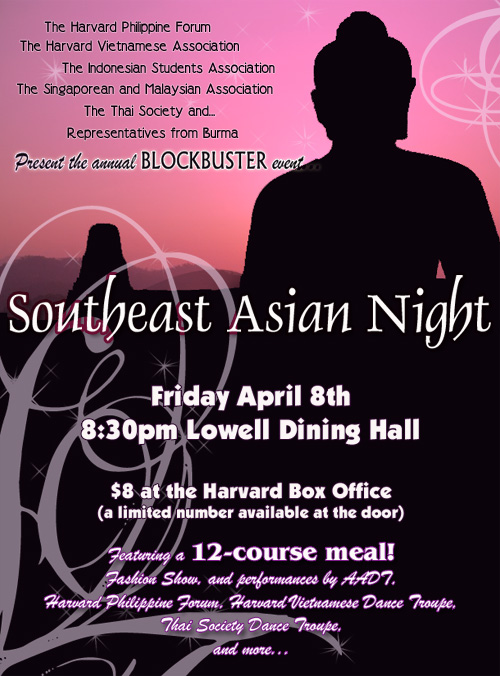 The Harvard Philippine Forum
The Harvard Vietnamese Association
The Indonesian Students Association
The Singaporean and Malaysian Association
The Thai Society and...
Representatives from Burma
Present the annual BLOCKBUSTER event...
Southeast Asian Night
Friday April 8th
8:30pm Lowell Dining Hall
$8 at the Harvard Box Office
(a limited number available at the door)
Featuring a 12-course meal!
Fashion Show, and performances by AADT,
Harvard Philippine Forum, Harvard Vietnamese Dance Troupe,
Thai Society Dance Troupe,
and more...